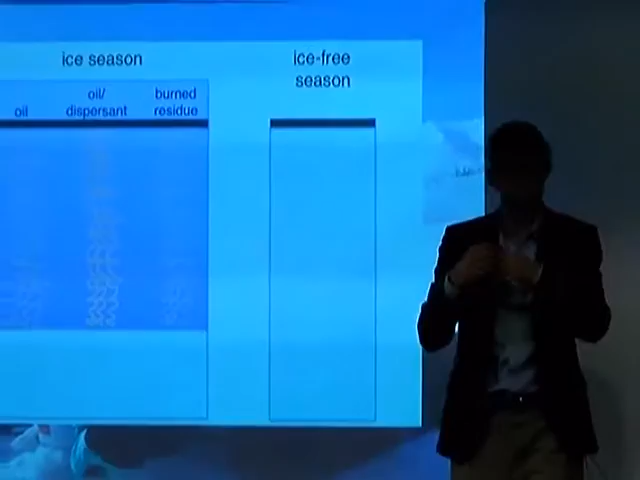 ice season
ice-free
season
oil
oil/
dispersant
burned
residue